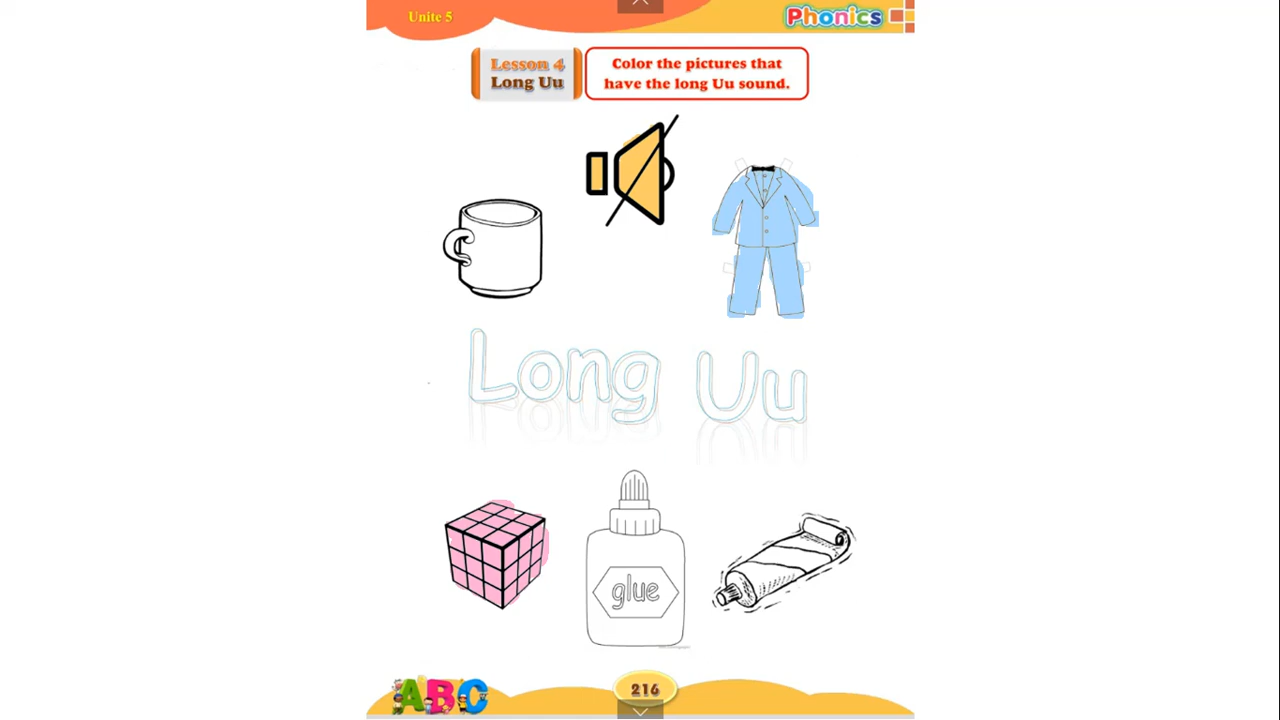 Unite 5
Phonics
Lesson 4
Long Uu
Color the pictures that
have the long Uu sound.
Long Uu
glue
ABC
216